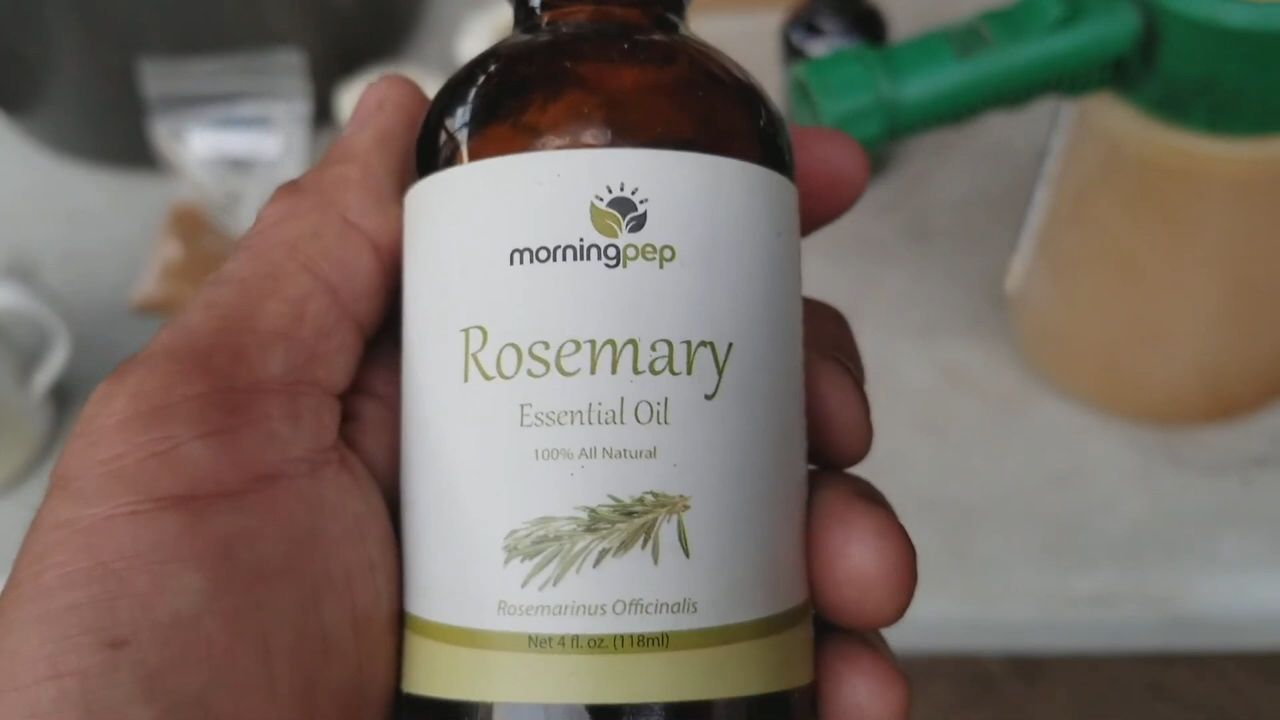 morningpep
Rosemary
Essential Oil
100% All Natural
Rosemarinus Officinalis
Net 4 fl. oz. (118ml)